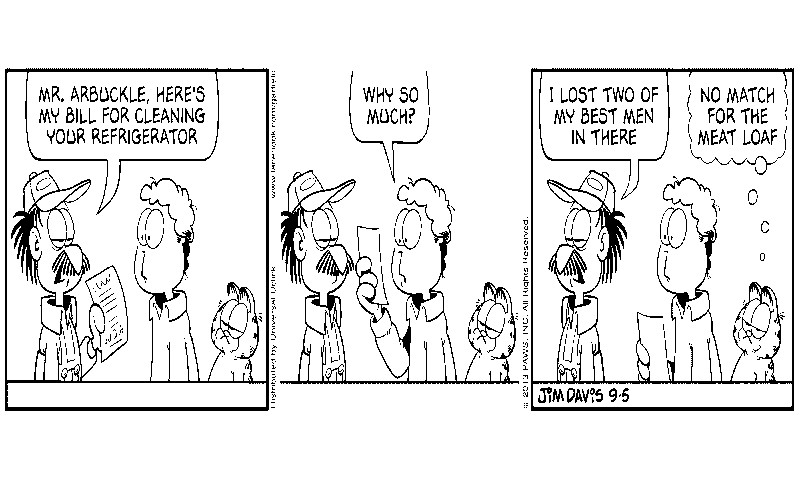 MR. ARBUCKLE, HERE'S
MY BILL FOR CLEANING
YOUR REFRIGERATOR
WHY SO
MUCH?
Distributed by Universal Uclick
I LOST TWO OF
MY BEST MEN
IN THERE
NO MATCH
FOR THE
MEAT LOAF
© 2013 PAWS, INC. All Rights Reserved.
JIM DAVIS 9-5